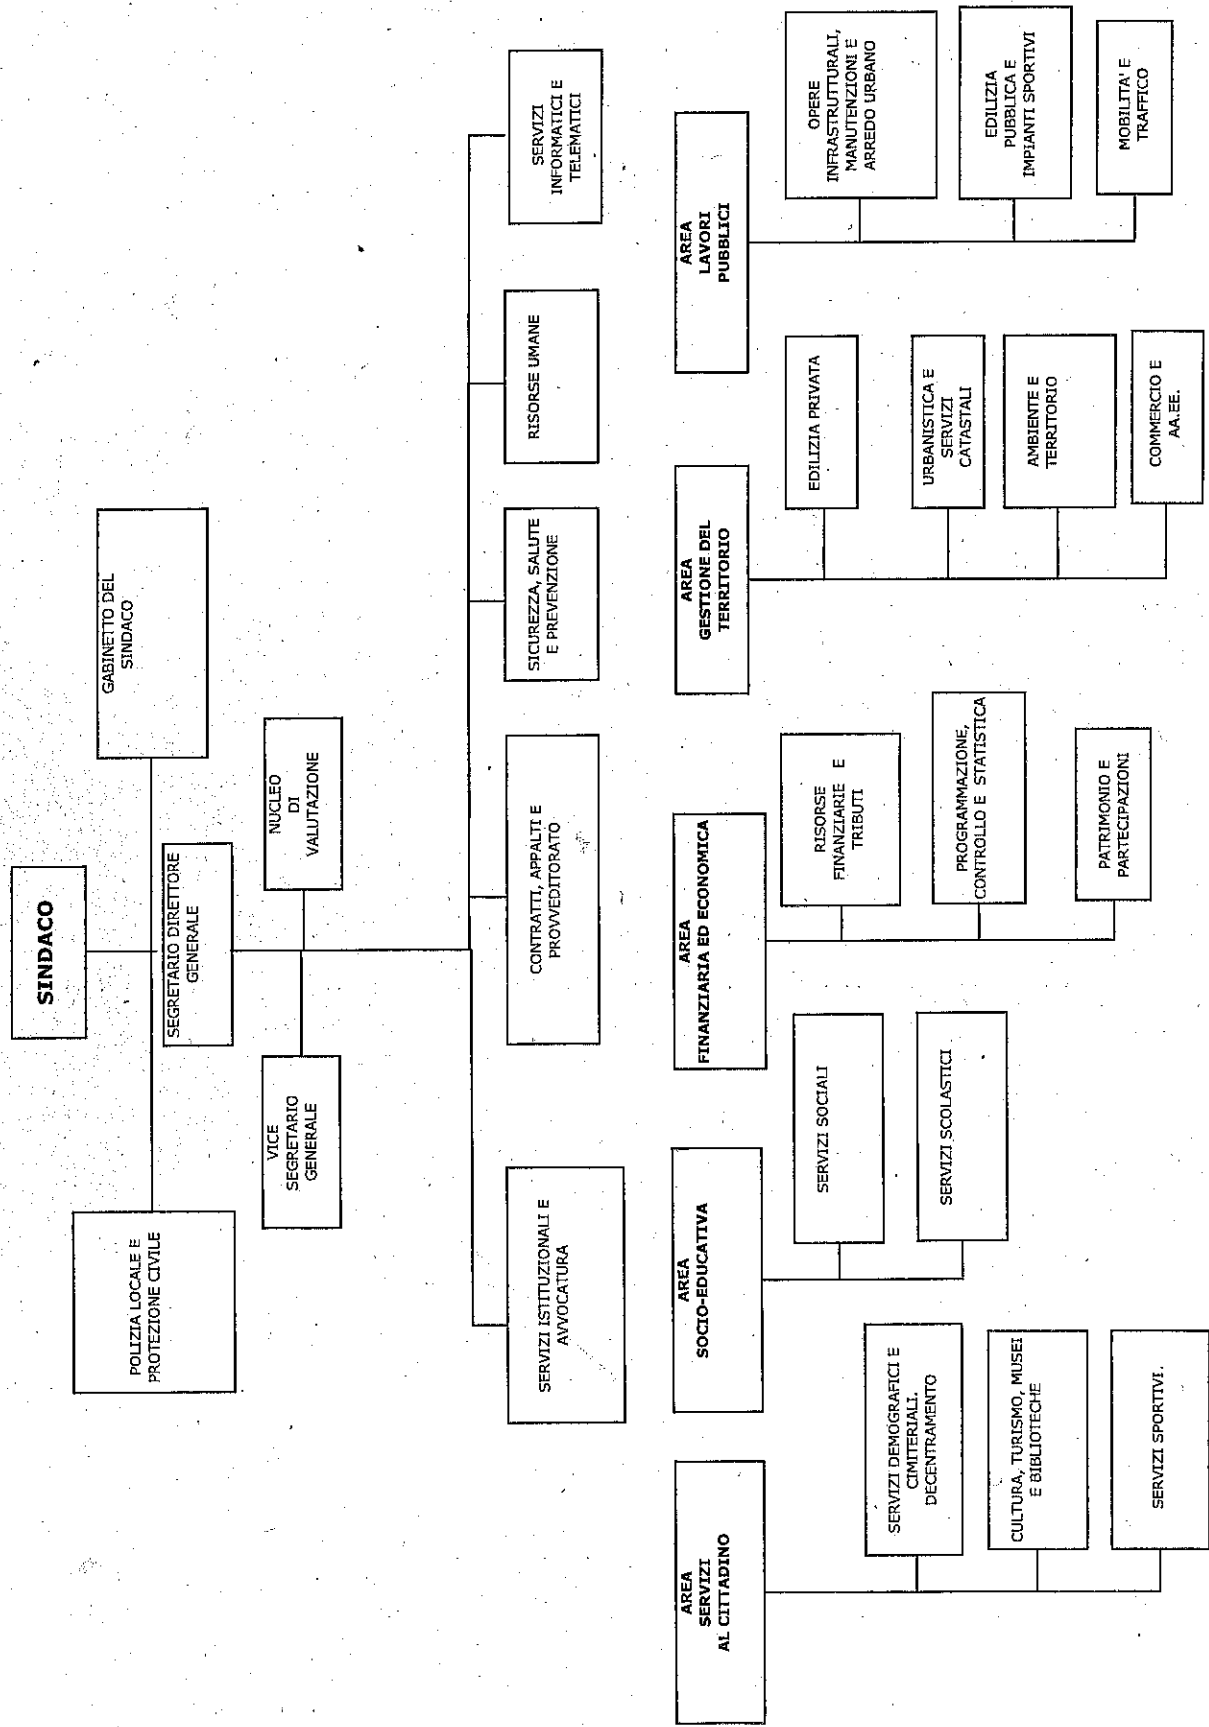 SINDACO
POLIZIA LOCALE E
PROTEZIONE CIVILE
GABINETTO DEL
SINDACO
SEGRETARIO DIRETTORE
GENERALE
VICE
SEGRETARIO
GENERALE
NUCLEO
DI
VALUTAZIONE
SERVIZI ISTITUZIONALI E
AVVOCATURA
CONTRATTI, APPALTI E
PROVVEDITORATO
SICUREZZA, SALUTE
E PREVENZIONE
RISORSE UMANE
SERVIZI
INFORMATICI E
TELEMATICI
AREA
SERVIZI
AL CITTADINO
SERVIZI DEMOGRAFICI E
CIMITERIALI.
DECENTRAMENTO
CULTURA, TURISMO, MUSEI
E BIBLIOTECHE
SERVIZI SPORTIVI.
AREA
SOCIO-EDUCATIVA
SERVIZI SOCIALI
SERVIZI SCOLASTICI
AREA
FINANZIARIA ED ECONOMICA
RISORSE
FINANZIARIE E
TRIBUTI
PROGRAMMAZIONE,
CONTROLLO E STATISTICA
PATRIMONIO E
PARTECIPAZIONI
AREA
GESTIONE DEL
TERRITORIO
EDILIZIA PRIVATA
URBANISTICA E
SERVIZI
CATASTALI
AMBIENTE E
TERRITORIO
COMMERCIO E
AA.EE.
AREA
LAVORI
PUBBLICI
OPERE
INFRASTRUTTURALI,
MANUTENZIONI E
ARREDO URBANO
EDILIZIA
PUBBLICA E
IMPIANTI SPORTIVI
MOBILITA' E
TRAFFICO